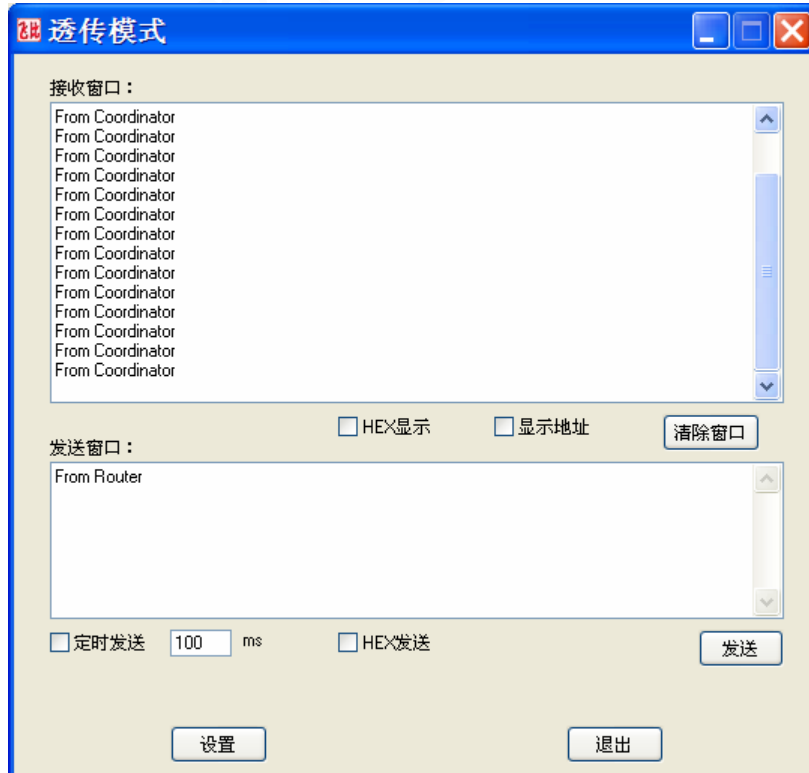 飞比 透传模式
接收窗口：
From Coordinator
From Coordinator
From Coordinator
From Coordinator
From Coordinator
From Coordinator
From Coordinator
From Coordinator
From Coordinator
From Coordinator
From Coordinator
From Coordinator
From Coordinator
From Coordinator
HEX显示 显示地址 清除窗口
发送窗口：
From Router
定时发送 100 ms HEX发送 发送
设置 退出